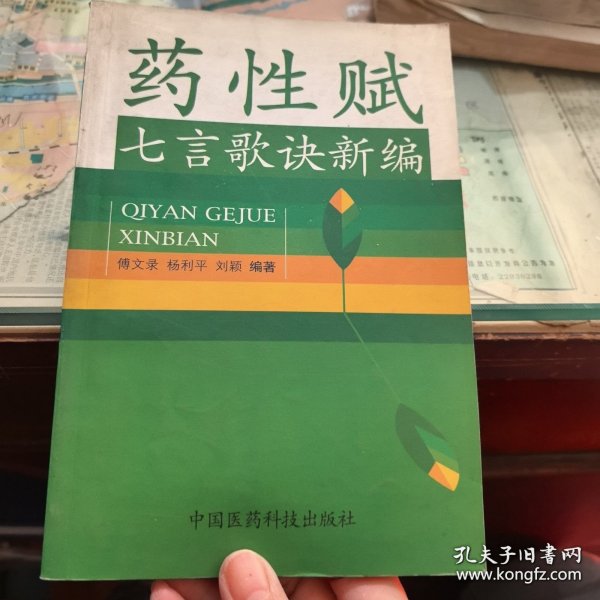 药性赋
七言歌诀新编
QIYAN GEJUE
XINBIAN
傅文录 杨利平 刘颖 编著
中国医药科技出版社
孔夫子旧书网
www.kongfz.com